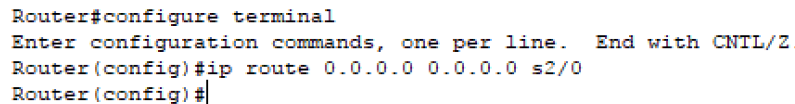 Router#configure terminal
Enter configuration commands, one per line.  End with CNTL/Z.
Router(config)#ip route 0.0.0.0 0.0.0.0 s2/0
Router(config)#